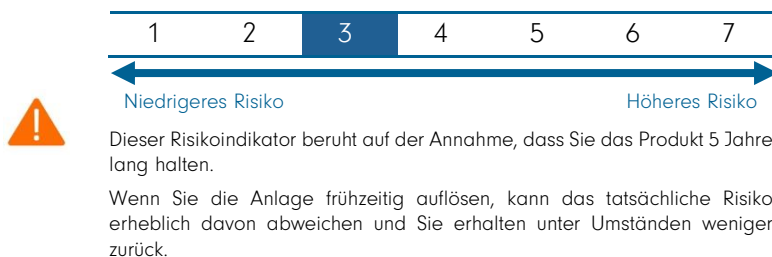 1 2 3 4 5 6 7
Niedrigeres Risiko Höheres Risiko
Dieser Risikoindikator beruht auf der Annahme, dass Sie das Produkt 5 Jahre
lang halten.
Wenn Sie die Anlage frühzeitig auflösen, kann das tatsächliche Risiko
erheblich davon abweichen und Sie erhalten unter Umständen weniger
zurück.